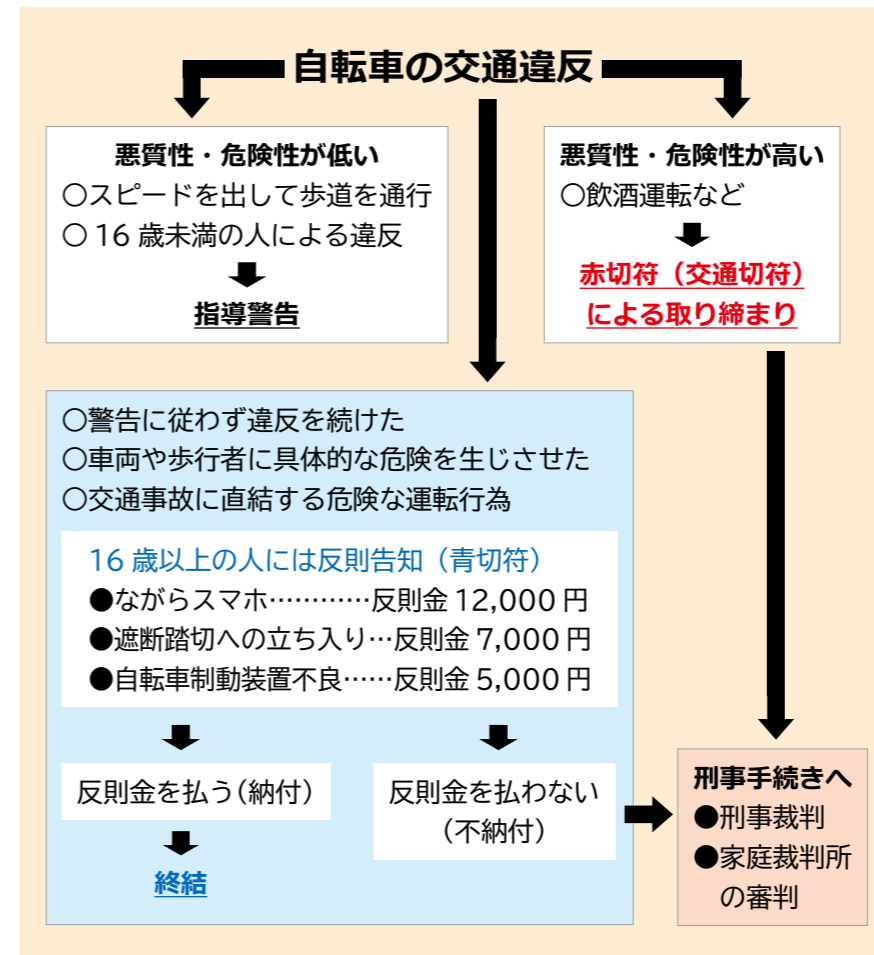 自転車の交通違反
悪質性・危険性が低い
○スピードを出して歩道を通行
○16歳未満の人による違反
指導警告
悪質性・危険性が高い
○飲酒運転など
赤切符（交通切符）
による取り締まり
○警告に従わず違反を続けた
○車両や歩行者に具体的な危険を生じさせた
○交通事故に直結する危険な運転行為
16歳以上の人には反則告知（青切符）
●ながらスマホ…………反則金12,000円
●遮断踏切への立ち入り…反則金7,000円
●自転車制動装置不良……反則金5,000円
反則金を払う（納付）
終結
反則金を払わない
（不納付）
刑事手続きへ
●刑事裁判
●家庭裁判所
の審判